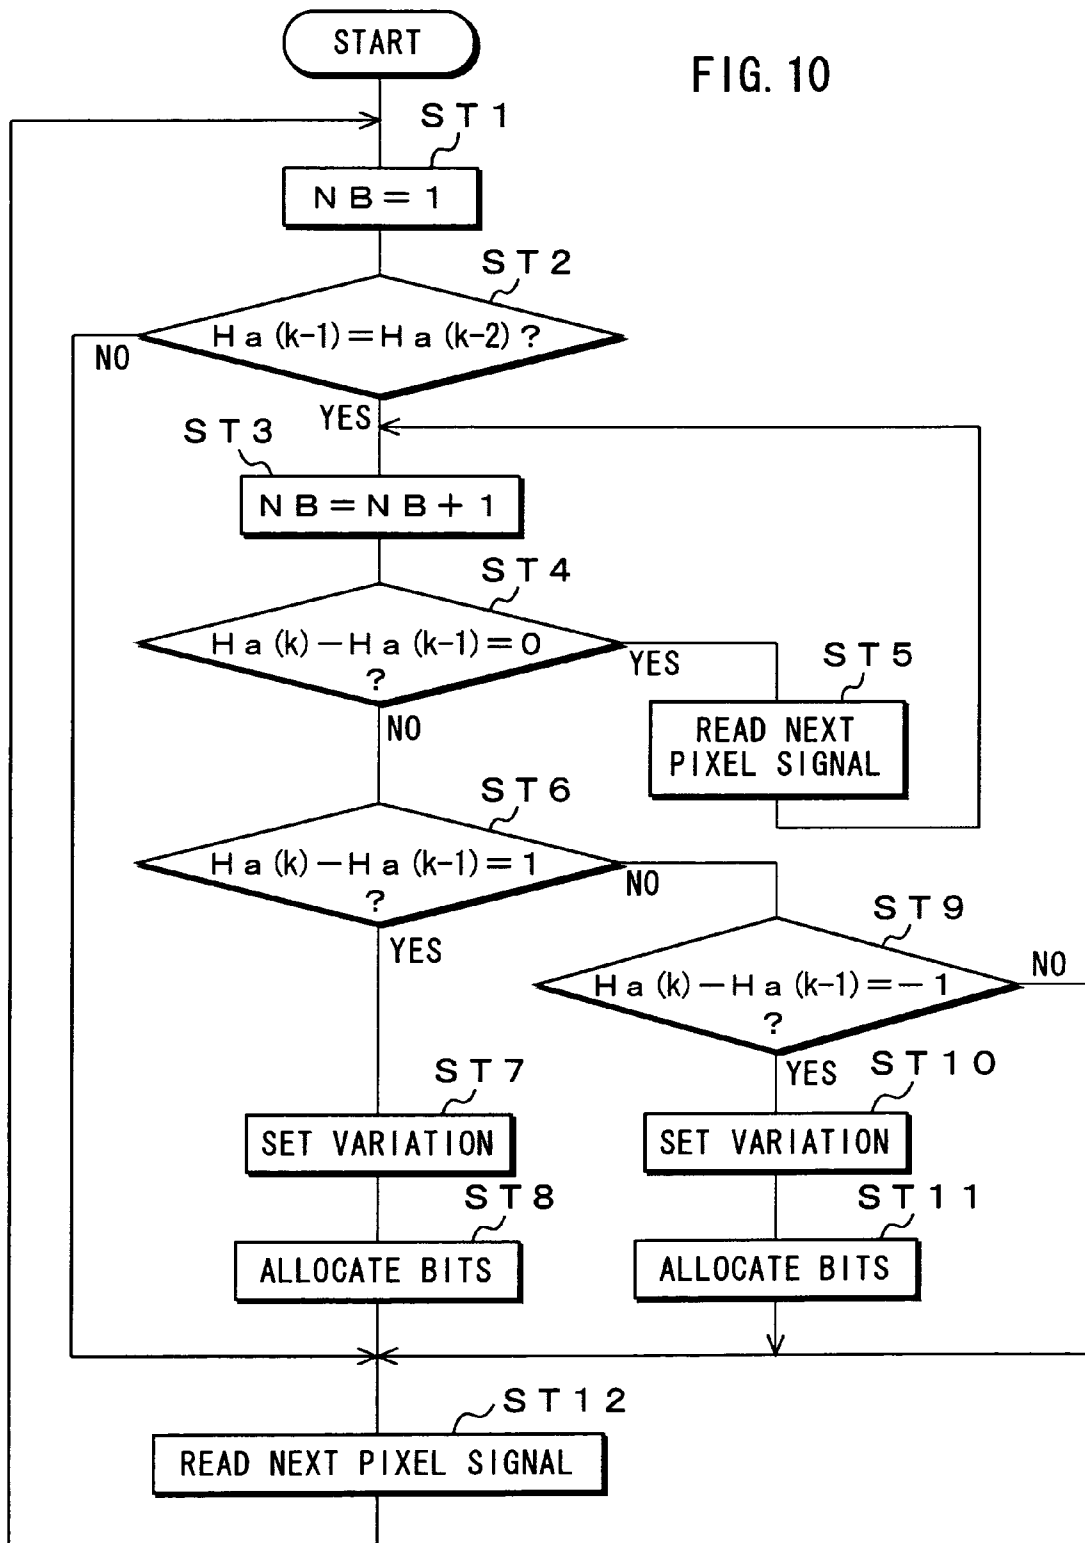 START
FIG. 10
ST1
NB=1
ST2
Ha(k-1)=Ha(k-2)?
NO
YES
ST3
NB=NB+1
ST4
Ha(k)-Ha(k-1)=0
?
YES
NO
ST5
READ NEXT
PIXEL SIGNAL
ST6
Ha(k)-Ha(k-1)=1
?
NO
YES
ST9
Ha(k)-Ha(k-1)=-1
?
NO
YES
ST7
SET VARIATION
ST10
SET VARIATION
ST8
ALLOCATE BITS
ST11
ALLOCATE BITS
ST12
READ NEXT PIXEL SIGNAL